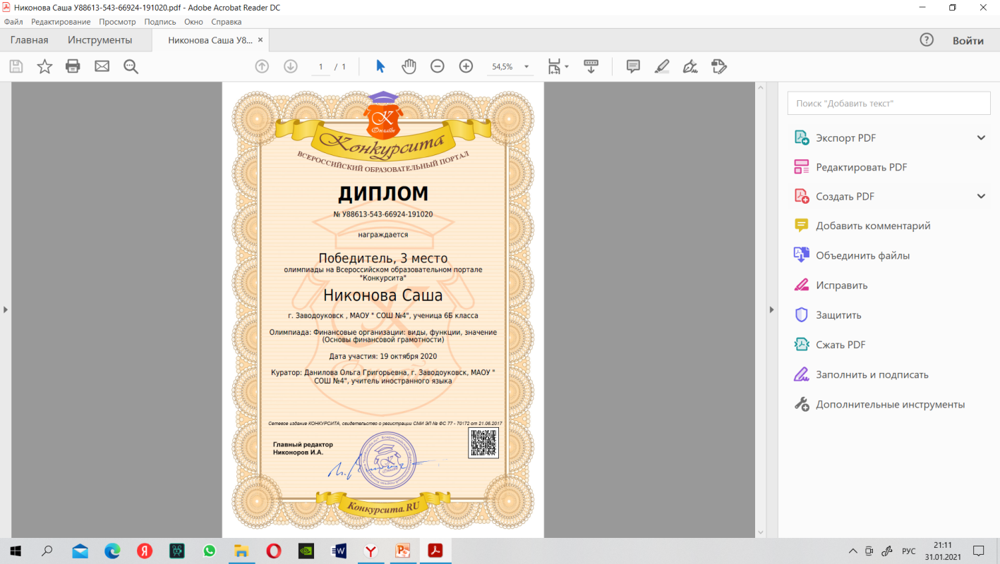 Никонова Саша У88613-543-66924-191020.pdf - Adobe Acrobat Reader DC
Файл Редактирование Просмотр Подпись Окно Справка
Главная Инструменты Никонова Саша У8... × Войти
1 / 1 54,5%
К
Онлайн
Конкурсита
ВСЕРОССИЙСКИЙ ОБРАЗОВАТЕЛЬНЫЙ ПОРТАЛ
ДИПЛОМ
№ У88613-543-66924-191020
награждается
Победитель, 3 место
олимпиады на Всероссийском образовательном портале
"Конкурсита"
Никонова Саша
г. Заводоуковск , МАОУ " СОШ №4", ученица 6Б класса
Олимпиада: Финансовые организации: виды, функции, значение
(Основы финансовой грамотности)
Дата участия: 19 октября 2020
Куратор: Данилова Ольга Григорьевна, г. Заводоуковск, МАОУ "
СОШ №4", учитель иностранного языка
Сетевое издание КОНКУРСИТА, свидетельство о регистрации СМИ ЭЛ № ФС 77 - 70172 от 21.06.2017
Главный редактор
Никоноров И.А.
Конкурсита.RU
Поиск "Добавить текст"
Экспорт PDF
Редактировать PDF
Создать PDF
Добавить комментарий
Объединить файлы
Исправить
Защитить
Сжать PDF
Заполнить и подписать
Дополнительные инструменты
РУС
21:11
31.01.2021